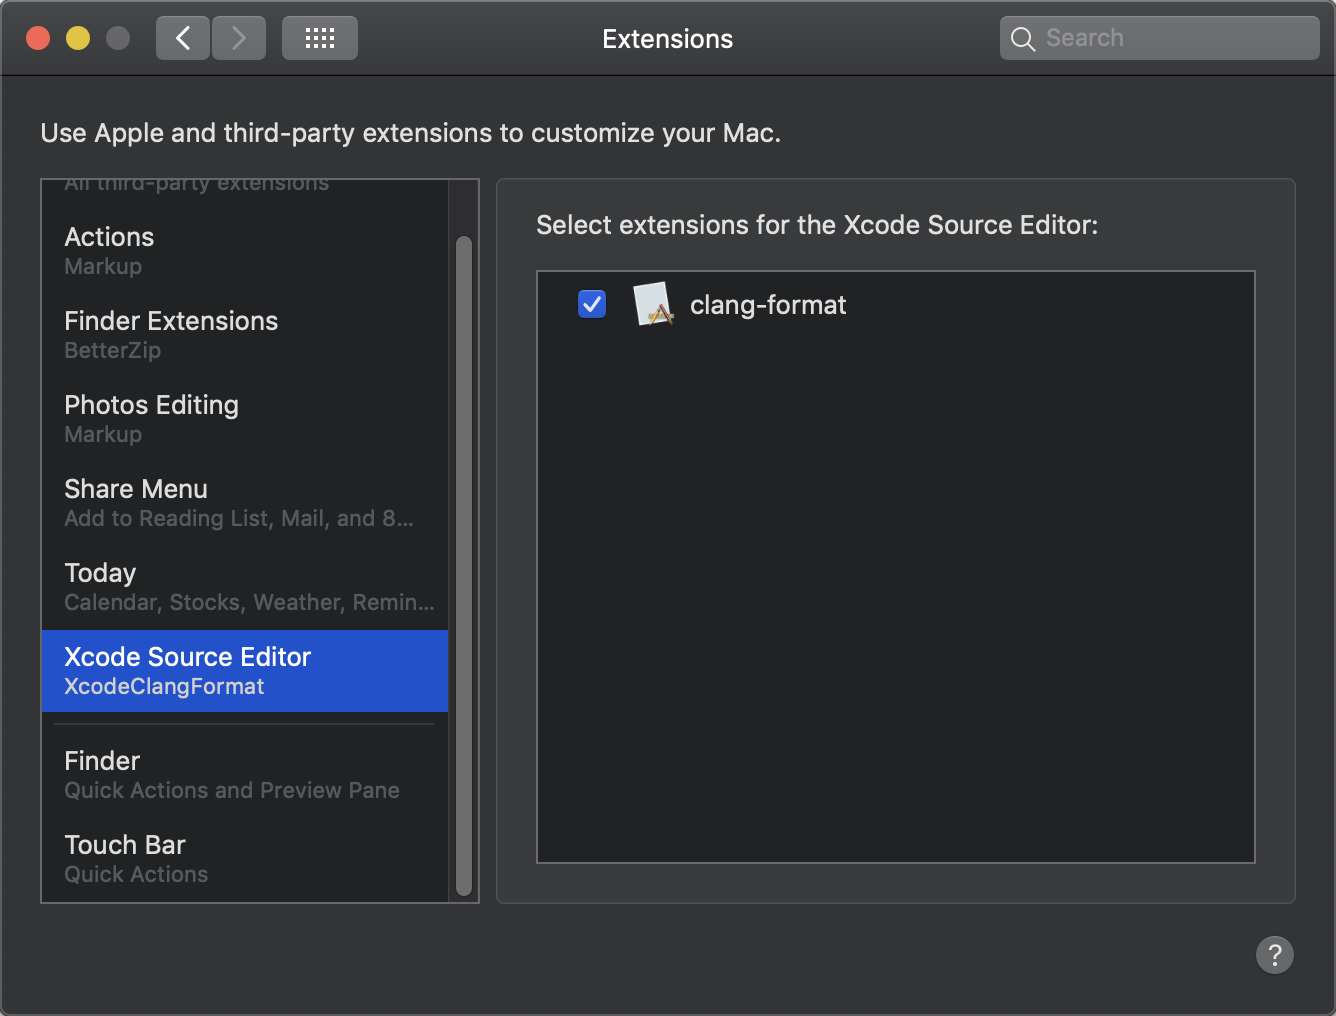 Extensions
Search
Use Apple and third-party extensions to customize your Mac.
All third-party extensions
Actions
Markup
Finder Extensions
BetterZip
Photos Editing
Markup
Share Menu
Add to Reading List, Mail, and 8...
Today
Calendar, Stocks, Weather, Remin...
Xcode Source Editor
XcodeClangFormat
Finder
Quick Actions and Preview Pane
Touch Bar
Quick Actions
Select extensions for the Xcode Source Editor:
clang-format
?